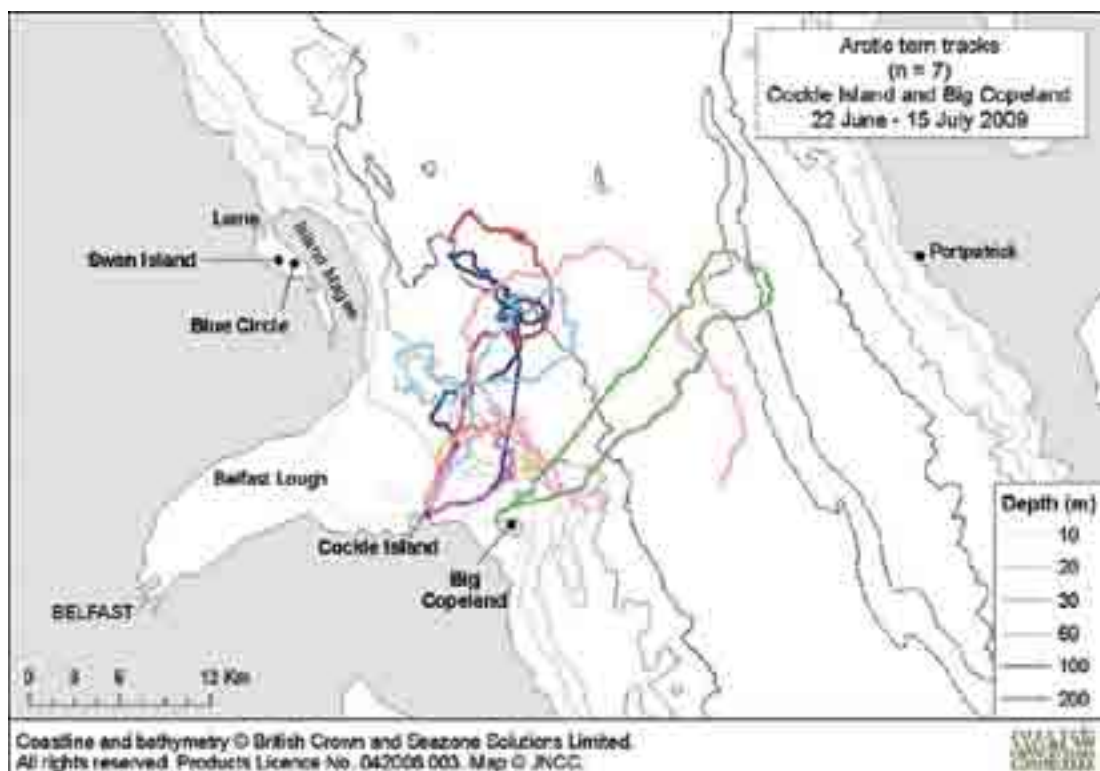 Arctic tern tracks
(n = 7)
Cockle Island and Big Copeland
22 June - 15 July 2009
Larne
Island Magee
Swan Island
Blue Circle
Portpatrick
Belfast Lough
Cockle Island
Big
Copeland
BELFAST
Depth (m)
10
20
30
60
100
200
0 3 6 12 Km
Coastline and bathymetry © British Crown and Seazone Solutions Limited.
All rights reserved. Products Licence No. 042006.003. Map © JNCC.